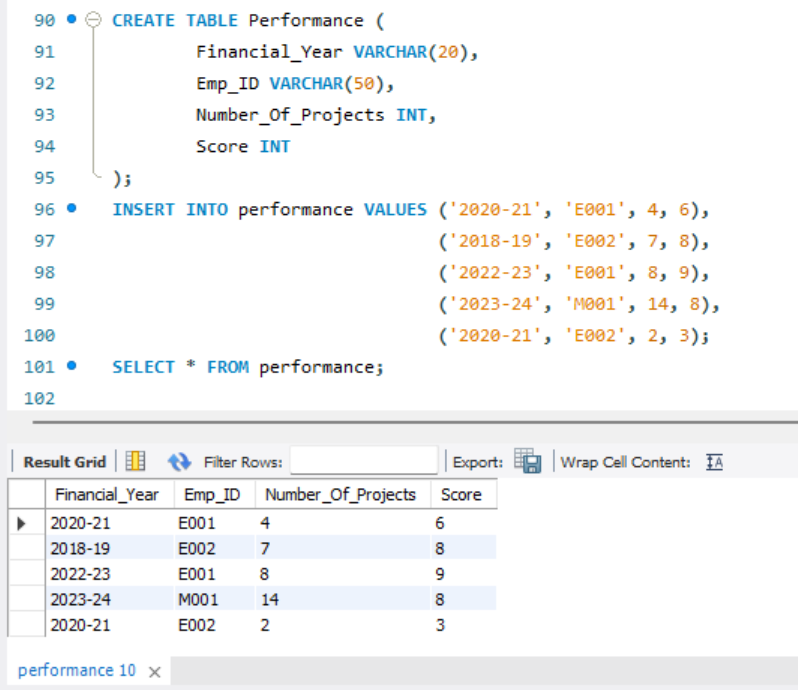 90 CREATE TABLE Performance (
91 Financial_Year VARCHAR(20),
92 Emp_ID VARCHAR(50),
93 Number_Of_Projects INT,
94 Score INT
95 );
96 INSERT INTO performance VALUES ('2020-21', 'E001', 4, 6),
97 ('2018-19', 'E002', 7, 8),
98 ('2022-23', 'E001', 8, 9),
99 ('2023-24', 'M001', 14, 8),
100 ('2020-21', 'E002', 2, 3);
101 SELECT * FROM performance;
102
Result Grid Filter Rows: Export: Wrap Cell Content: IA
Financial_Year Emp_ID Number_Of_Projects Score
2020-21 E001 4 6
2018-19 E002 7 8
2022-23 E001 8 9
2023-24 M001 14 8
2020-21 E002 2 3
performance 10 ×